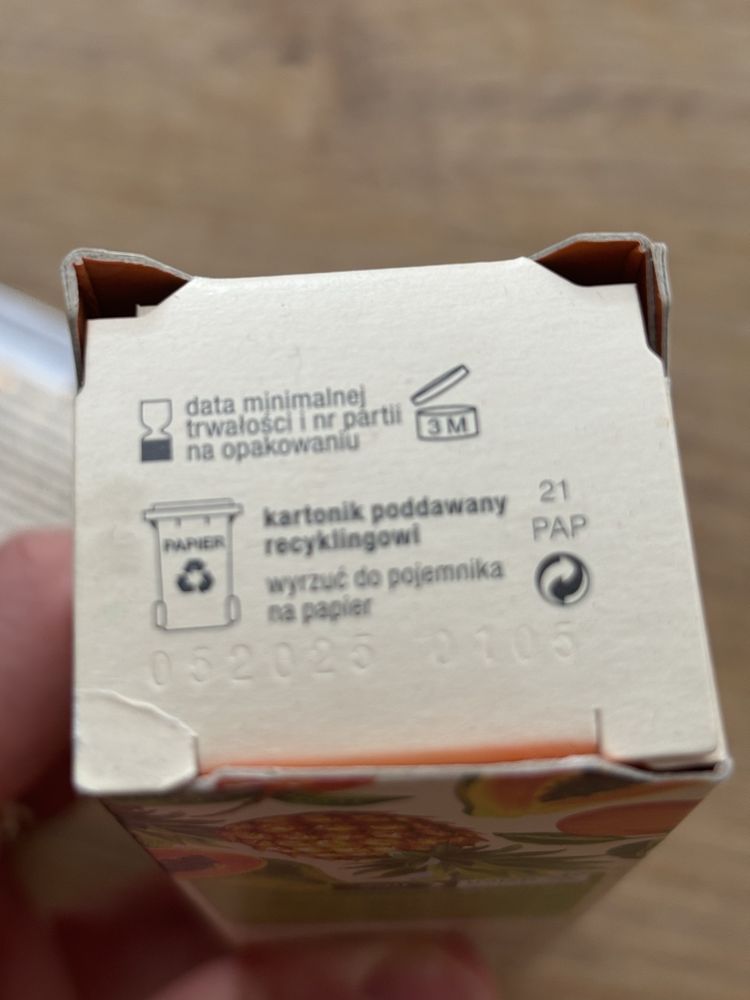 data minimalnej
trwałości i nr partii
na opakowaniu
3 M
kartonik poddawany
recyklingowi
21
PAP
PAPIER
wyrzuć do pojemnika
na papier
052025 0105